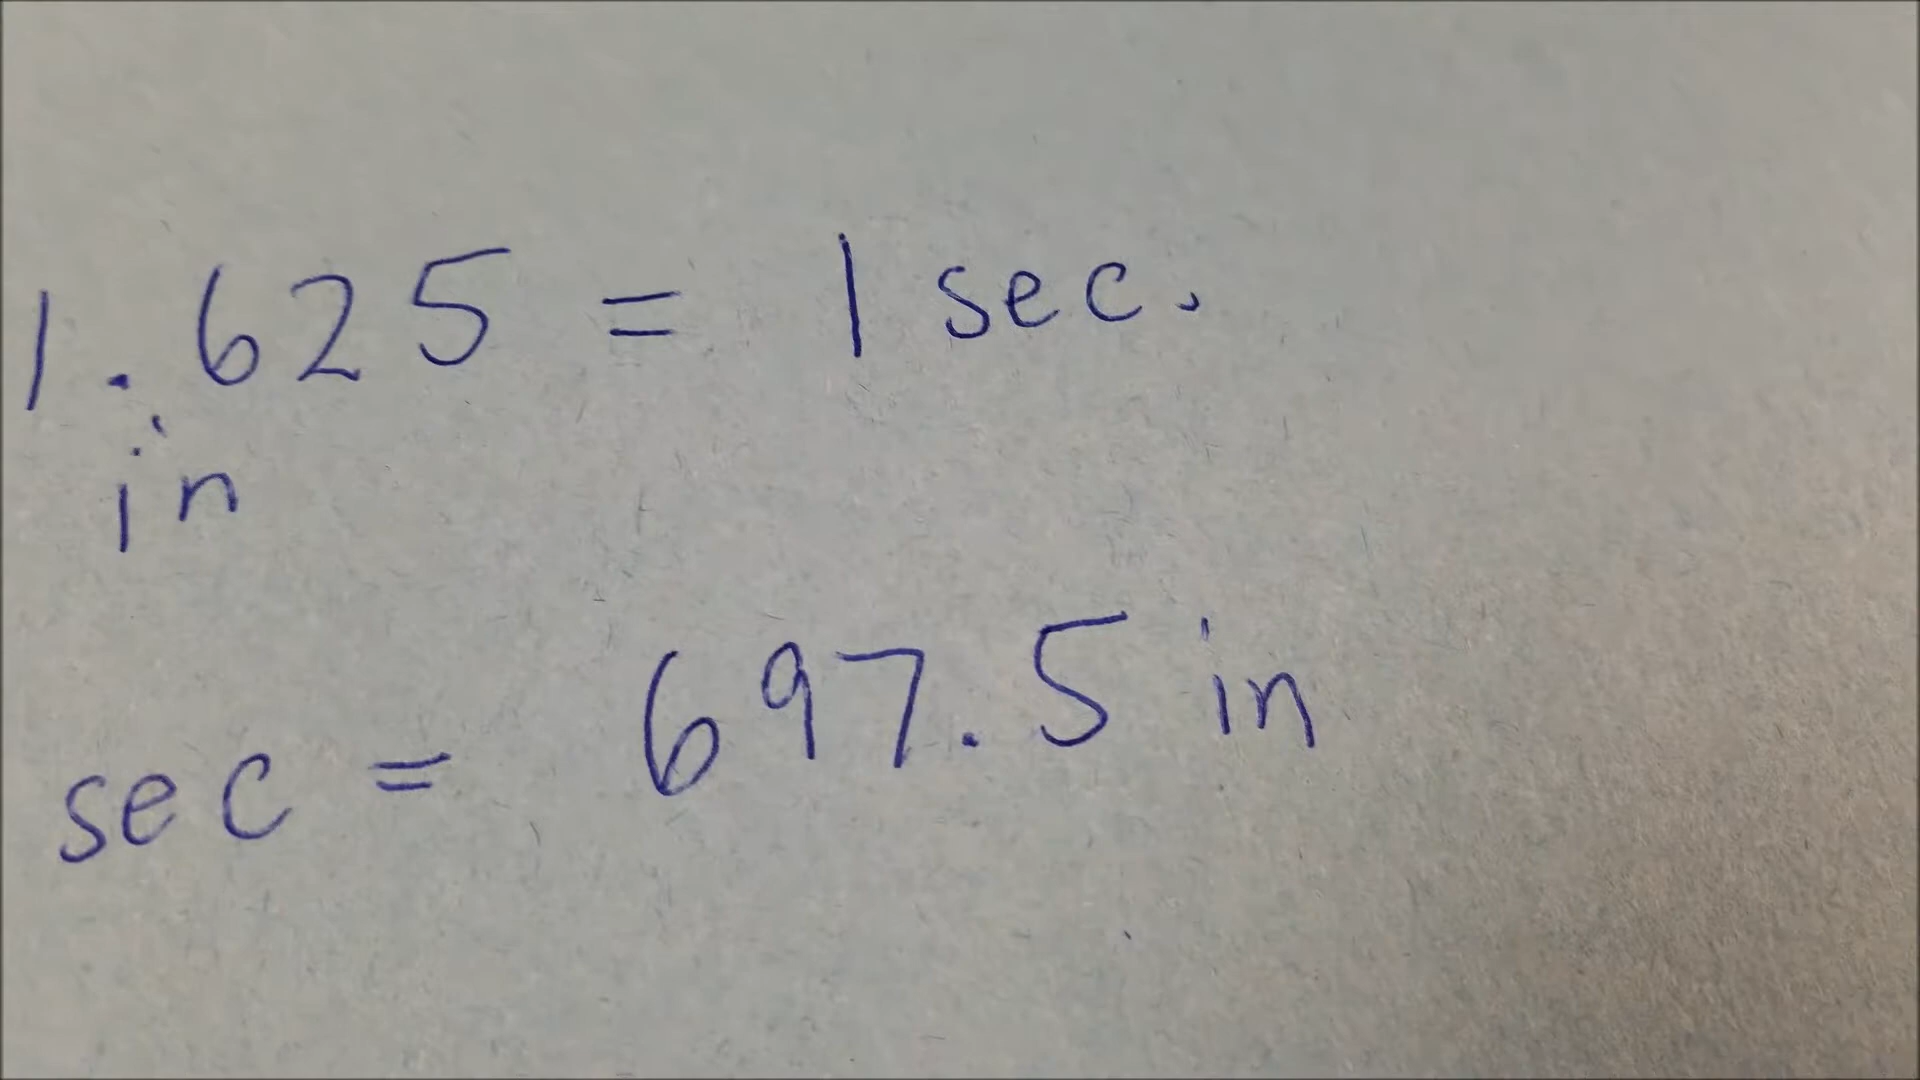 1.625 = 1 sec.
in
sec = 697.5 in